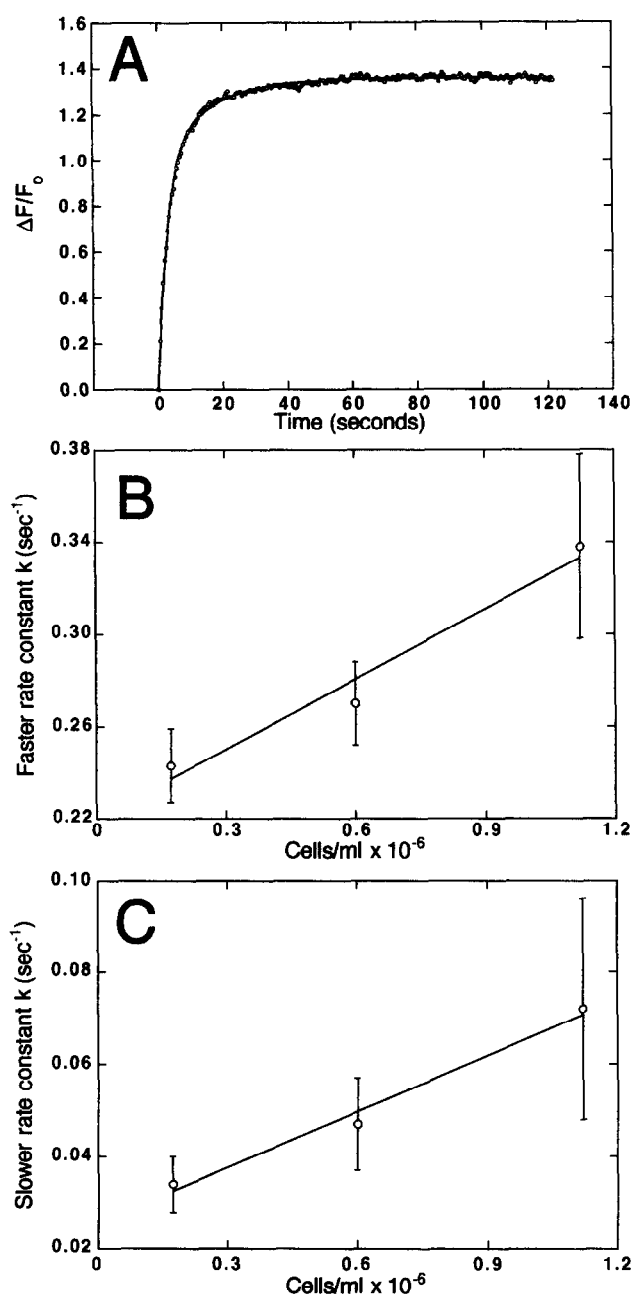 A
1.6
1.4
1.2
1.0
0.8
0.6
0.4
0.2
0.0
ΔF/F₀
0 20 40 60 80 100 120 140
Time (seconds)
B
0.38
0.34
0.30
0.26
0.22
Faster rate constant k (sec⁻¹)
0 0.3 0.6 0.9 1.2
Cells/ml x 10⁻⁶
C
0.10
0.08
0.06
0.04
0.02
Slower rate constant k (sec⁻¹)
0 0.3 0.6 0.9 1.2
Cells/ml x 10⁻⁶